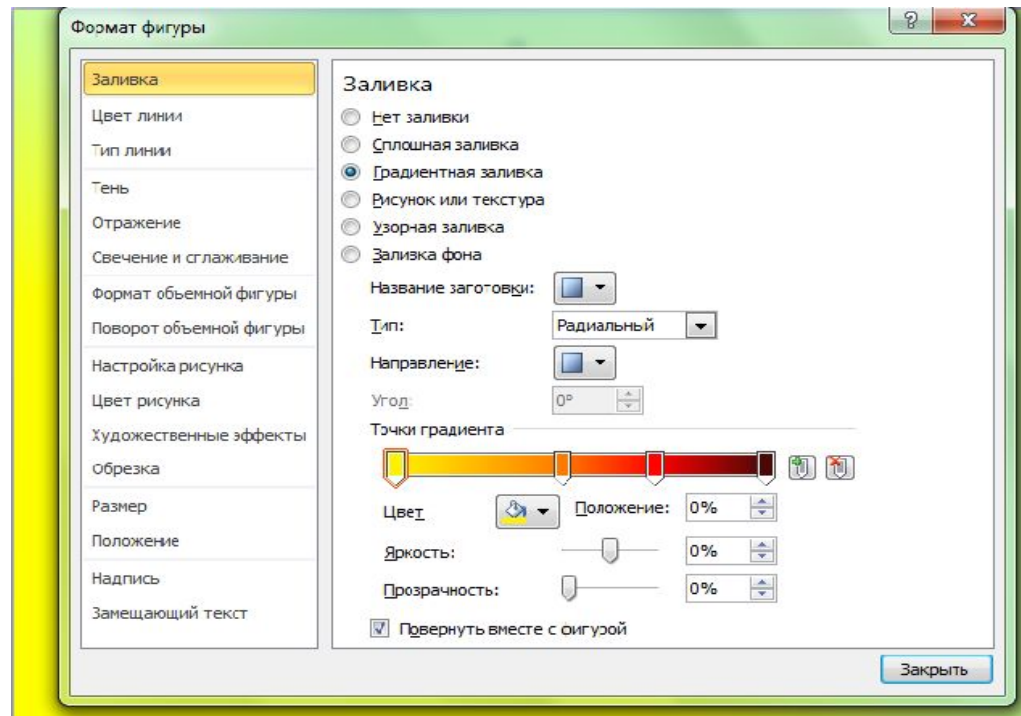 Формат фигуры
Заливка
Цвет линии
Тип линии
Тень
Отражение
Свечение и сглаживание
Формат объемной фигуры
Поворот объемной фигуры
Настройка рисунка
Цвет рисунка
Художественные эффекты
Обрезка
Размер
Положение
Надпись
Замещающий текст
Заливка
Нет заливки
Сплошная заливка
Градиентная заливка
Рисунок или текстура
Узорная заливка
Заливка фона
Название заготовки:
Тип: Радиальный
Направление:
Угол: 0°
Точки градиента
Цвет Положение: 0%
Яркость: 0%
Прозрачность: 0%
Повернуть вместе с фигурой
Закрыть